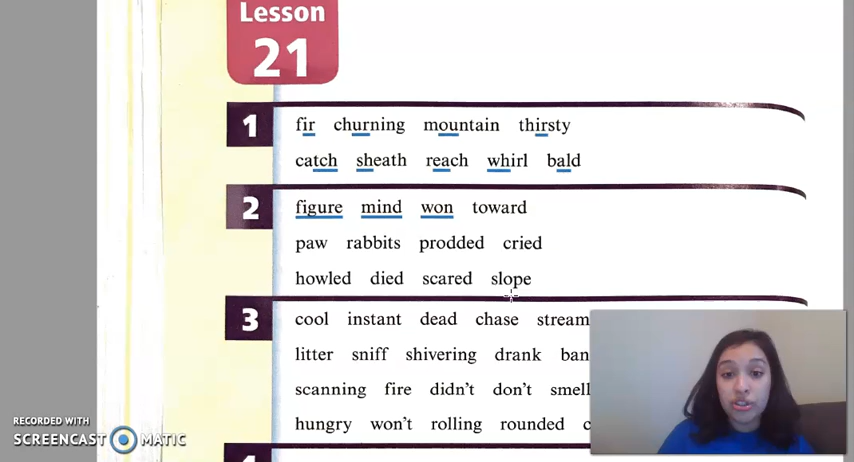 Lesson
21
1
fir churning mountain thirsty
catch sheath reach whirl bald
2
figure mind won toward
paw rabbits prodded cried
howled died scared slope
3
cool instant dead chase stream
litter sniff shivering drank
scanning fire didn't don't smell
hungry won't rolling rounded
RECORDED WITH
SCREENCAST MATIC